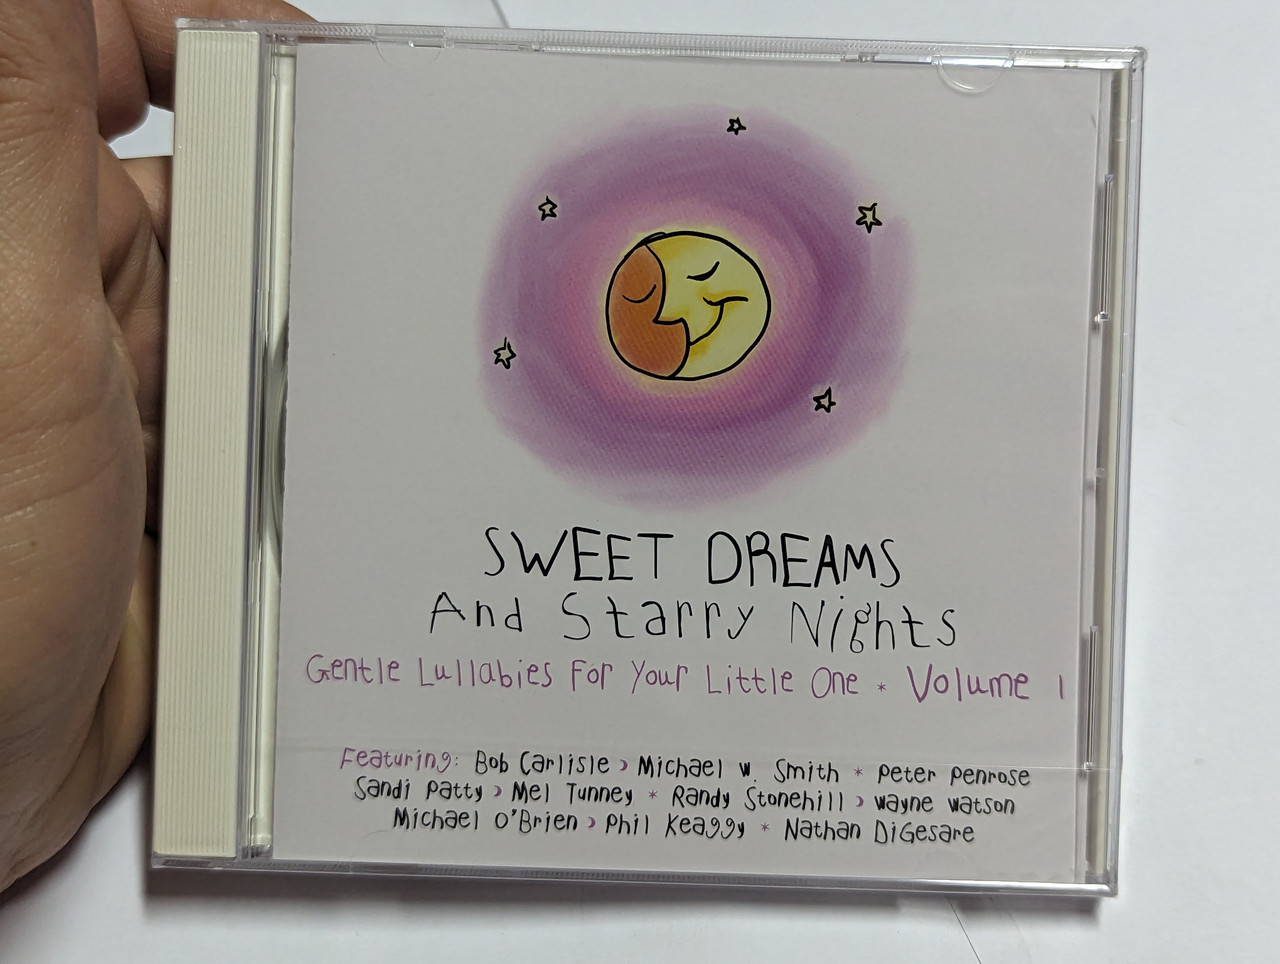 SWEET DREAMS
And Starry Nights
Gentle Lullabies For Your Little One * Volume 1
Featuring: Bob Carlisle › Michael W. Smith * Peter Penrose
Sandi Patty › Mel Tunney * Randy Stonehill › Wayne Watson
Michael O'Brien › Phil Keaggy * Nathan DiGesare